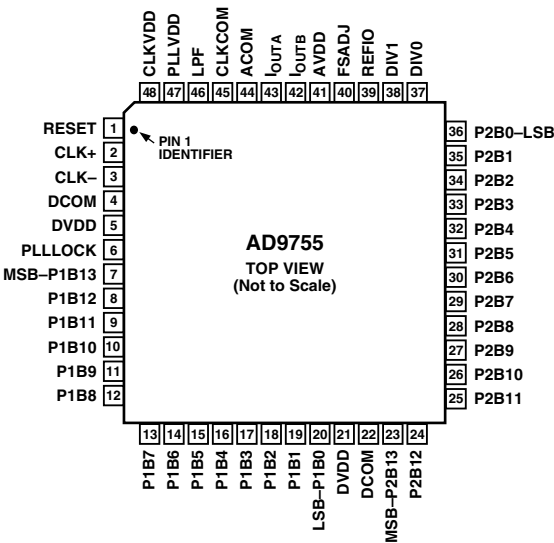 CLKVDD
PLLVDD
LPF
CLKCOM
ACOM
IOUTA
IOUTB
AVDD
FSADJ
REFIO
DIV1
DIV0
48 47 46 45 44 43 42 41 40 39 38 37
RESET 1
CLK+ 2
CLK– 3
DCOM 4
DVDD 5
PLLLOCK 6
MSB–P1B13 7
P1B12 8
P1B11 9
P1B10 10
P1B9 11
P1B8 12
PIN 1
IDENTIFIER
AD9755
TOP VIEW
(Not to Scale)
36 P2B0–LSB
35 P2B1
34 P2B2
33 P2B3
32 P2B4
31 P2B5
30 P2B6
29 P2B7
28 P2B8
27 P2B9
26 P2B10
25 P2B11
13 14 15 16 17 18 19 20 21 22 23 24
P1B7
P1B6
P1B5
P1B4
P1B3
P1B2
P1B1
LSB–P1B0
DVDD
DCOM
MSB–P2B13
P2B12